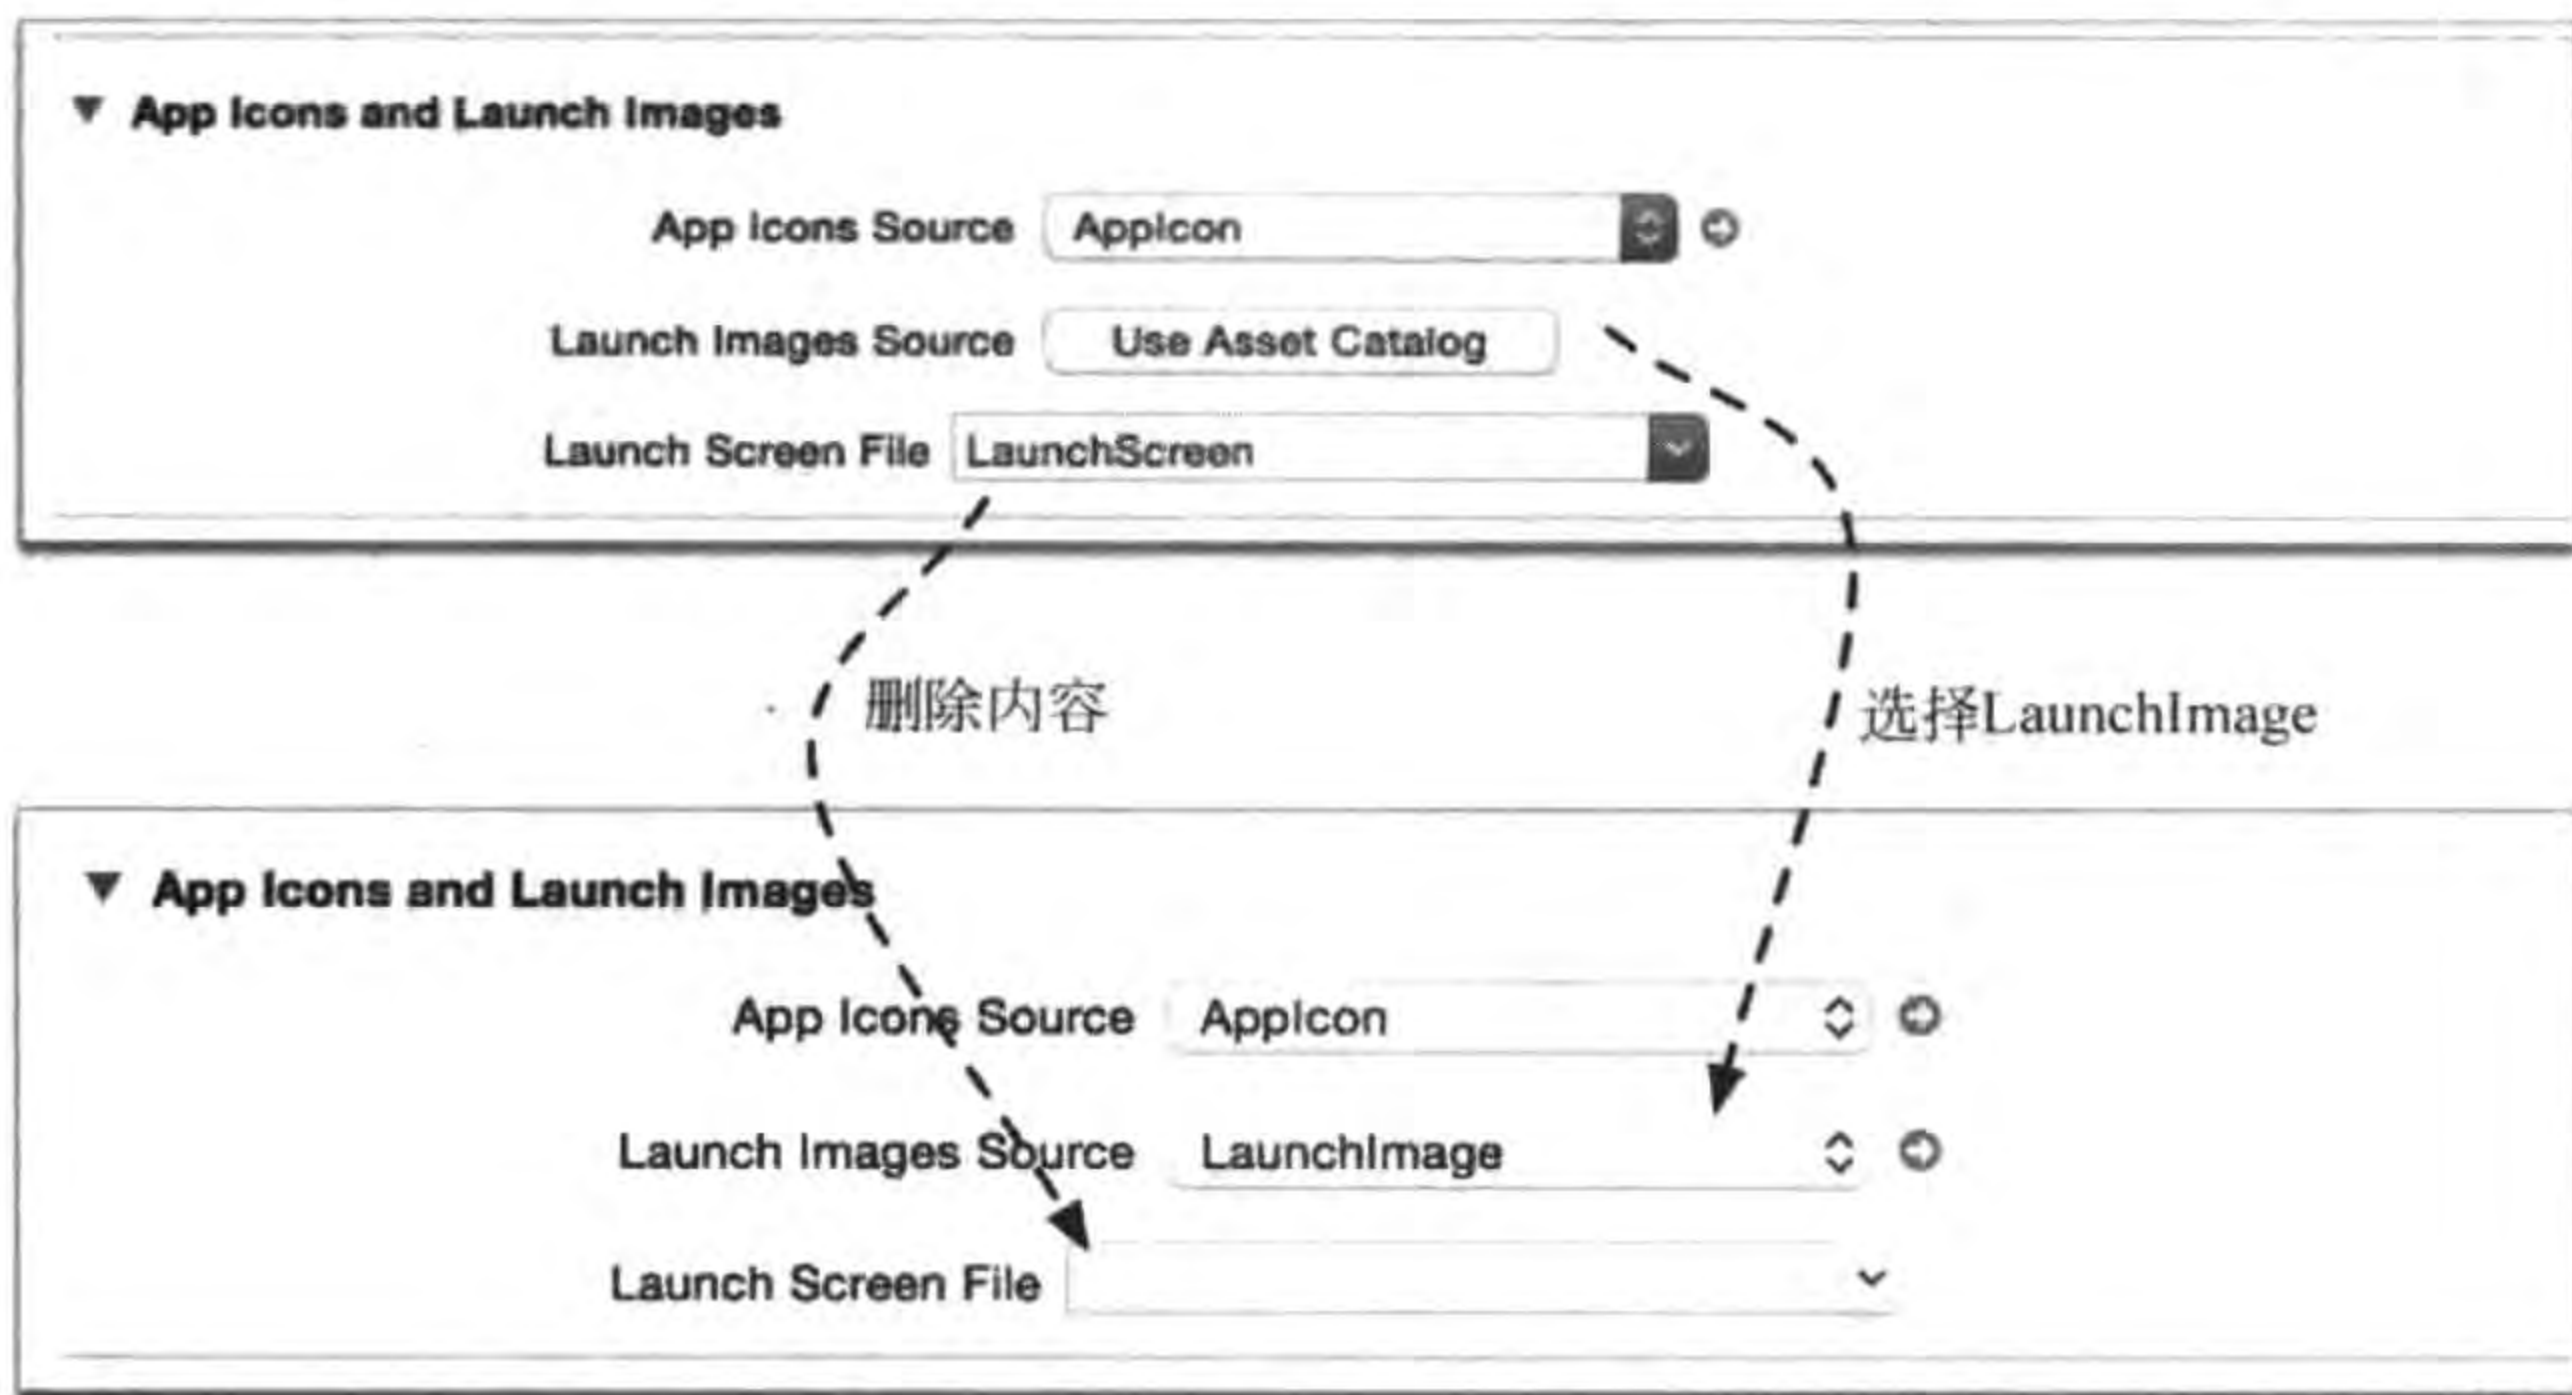 App Icons and Launch Images
App Icons Source AppIcon
Launch Images Source Use Asset Catalog
Launch Screen File LaunchScreen
删除内容
选择LaunchImage
App Icons and Launch Images
App Icons Source AppIcon
Launch Images Source LaunchImage
Launch Screen File